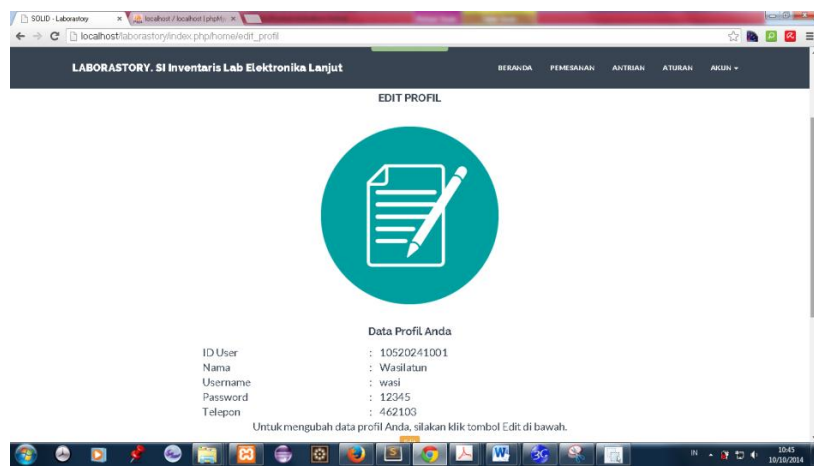 SOLID - Laborastory
localhost / localhost | phpMy
localhost/laborastory/index.php/home/edit_profil
LABORASTORY. SI Inventaris Lab Elektronika Lanjut
BERANDA PEMESANAN ANTRIAN ATURAN AKUN
EDIT PROFIL
Data Profil Anda
ID User : 10520241001
Nama : Wasilatun
Username : wasi
Password : 12345
Telepon : 462103
Untuk mengubah data profil Anda, silakan klik tombol Edit di bawah.
IN
10:45
10/10/2014